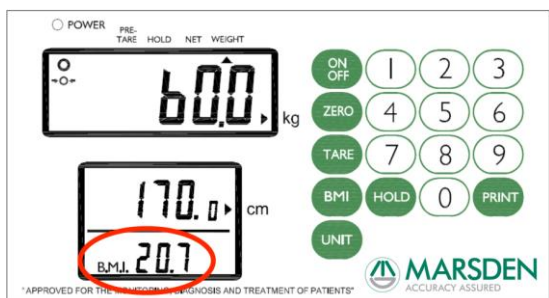 POWER
PRE-
TARE HOLD NET WEIGHT
60.0 kg
170.0 cm
B.M.I. 20.7
ON
OFF 1 2 3
ZERO 4 5 6
TARE 7 8 9
BMI HOLD 0 PRINT
UNIT
MARSDEN
ACCURACY ASSURED
"APPROVED FOR THE MONITORING, DIAGNOSIS AND TREATMENT OF PATIENTS"